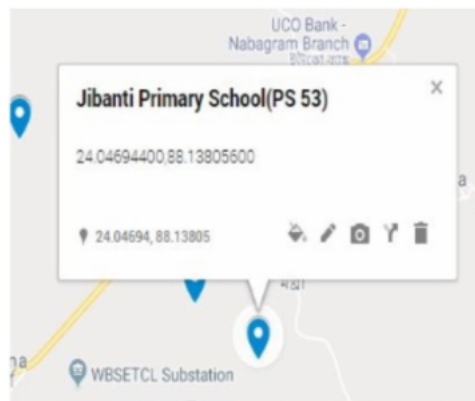 UCO Bank -
Nabagram Branch
Jibanti Primary School(PS 53)
24.04694400,88.13805600
24.04694, 88.13805
WBSETCL Substation
na
a